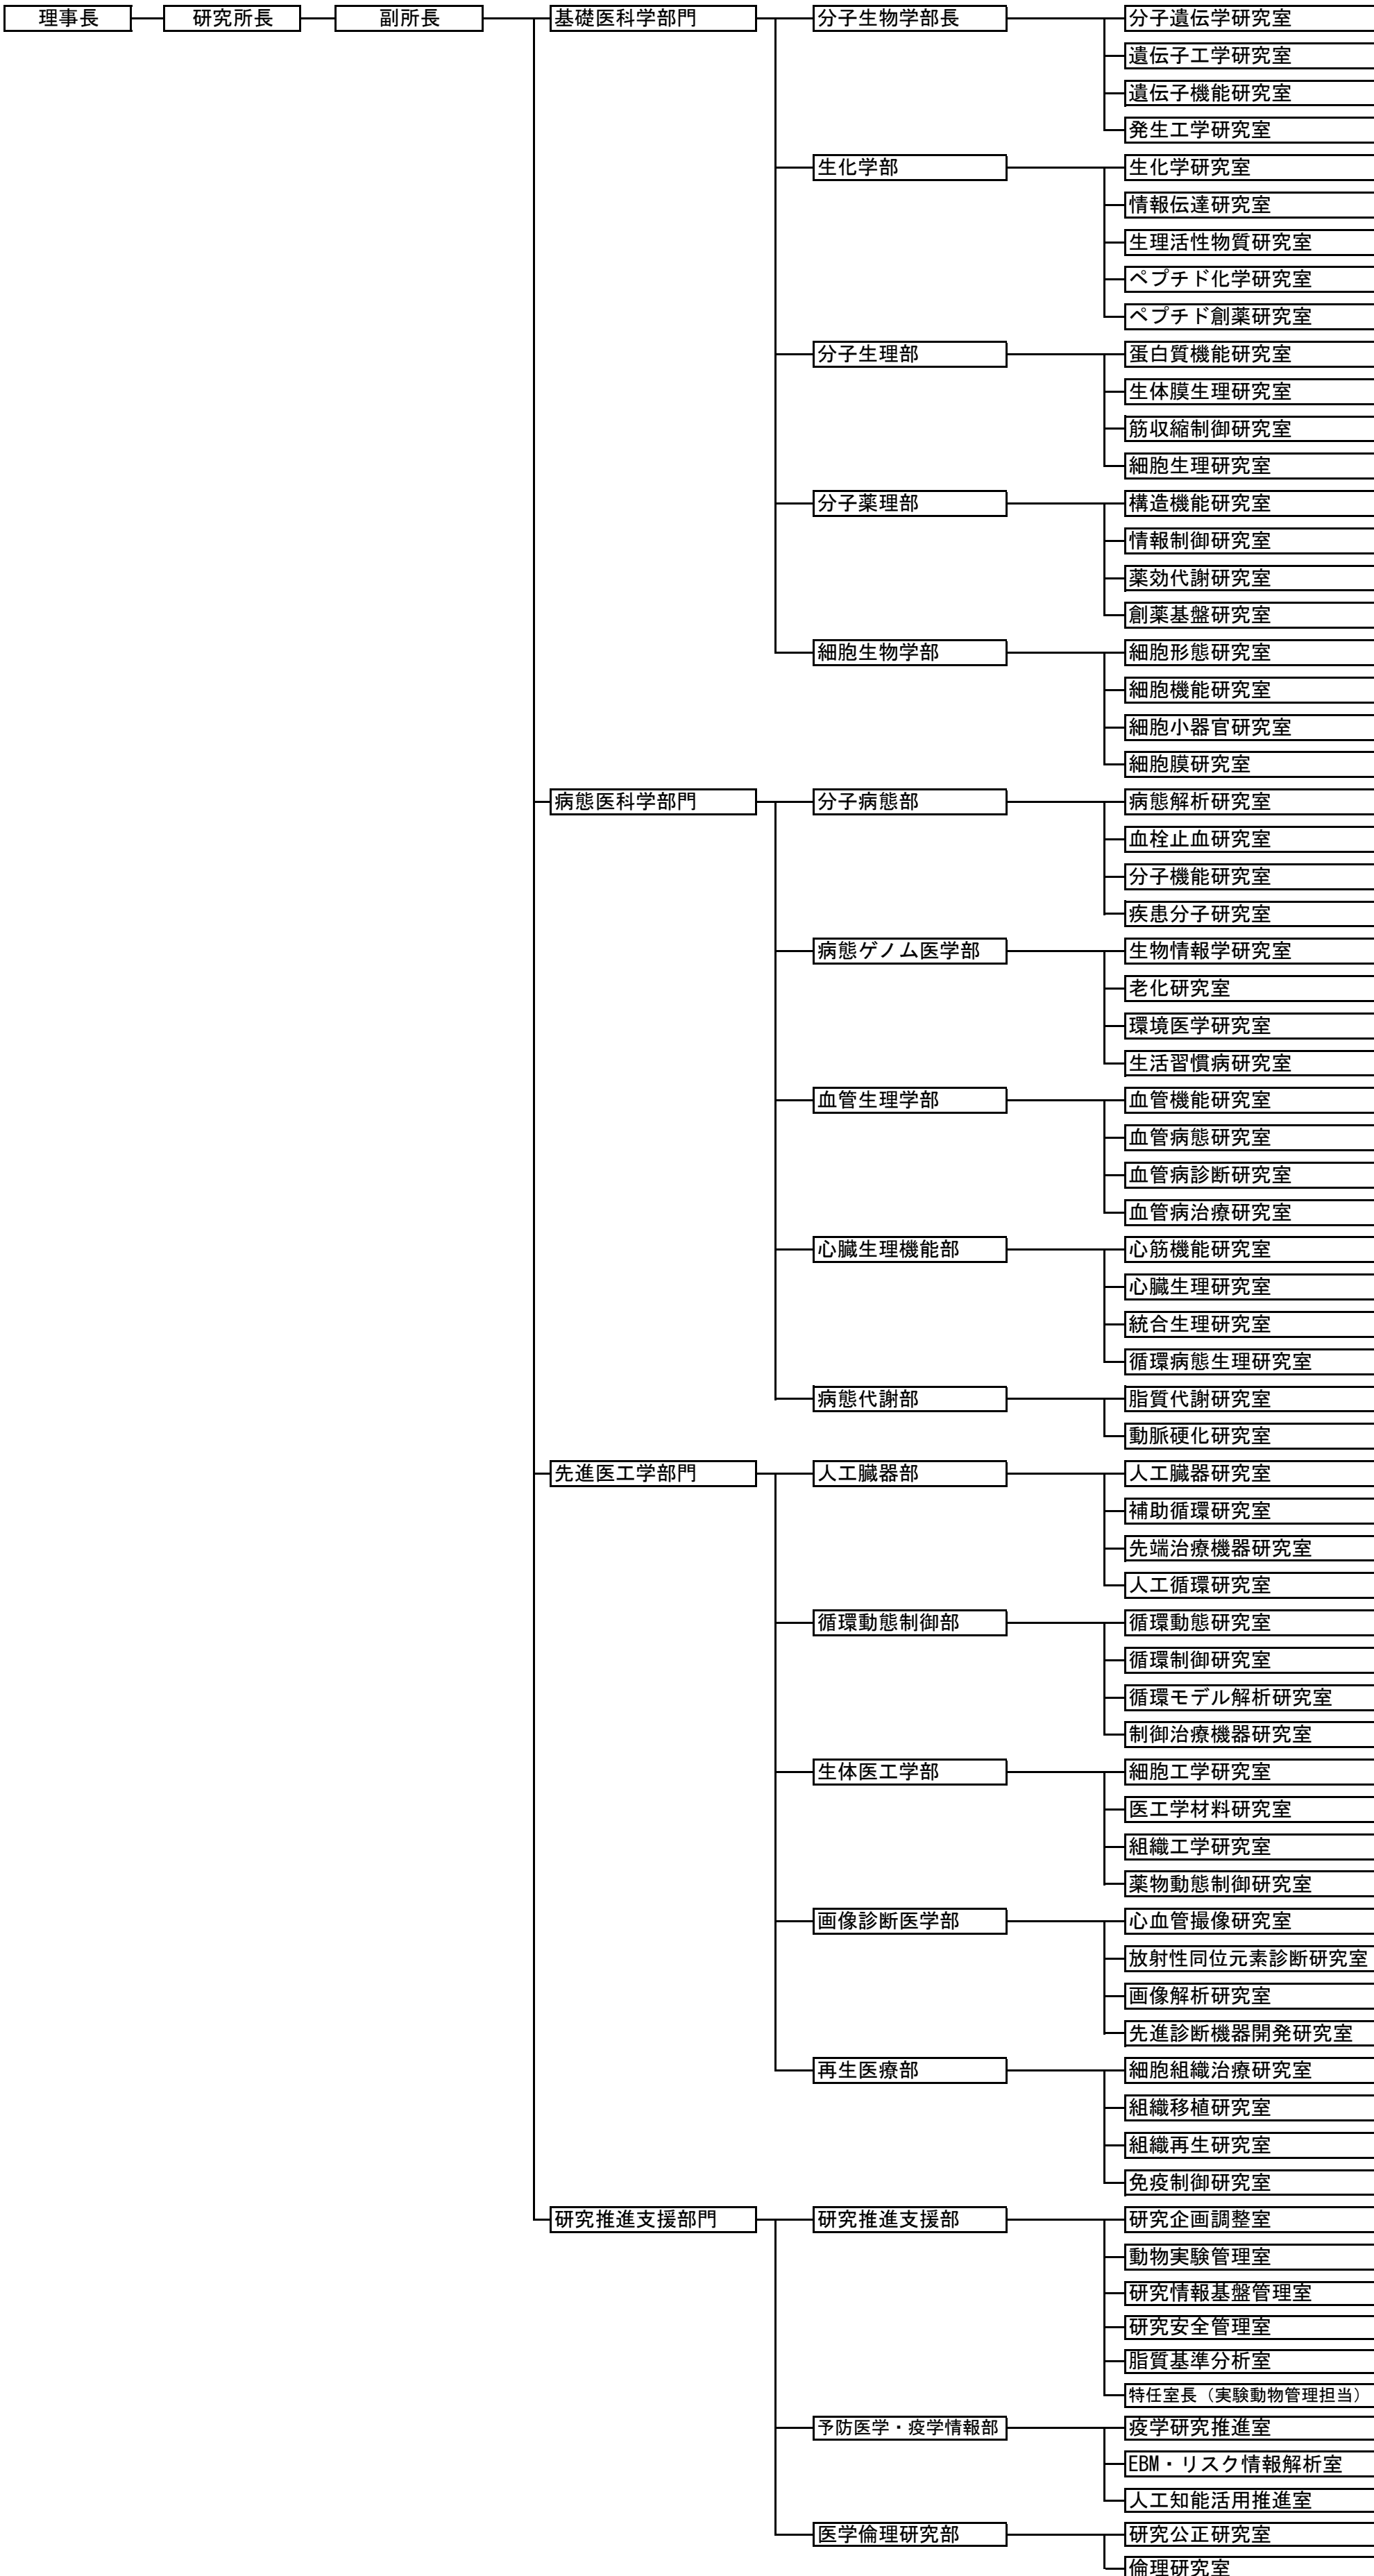 理事長 研究所長 副所長 基礎医科学部門 分子生物学部長 分子遺伝学研究室
遺伝子工学研究室
遺伝子機能研究室
発生工学研究室
生化学部 生化学研究室
情報伝達研究室
生理活性物質研究室
ペプチド化学研究室
ペプチド創薬研究室
分子生理部 蛋白質機能研究室
生体膜生理研究室
筋収縮制御研究室
細胞生理研究室
分子薬理部 構造機能研究室
情報制御研究室
薬効代謝研究室
創薬基盤研究室
細胞生物学部 細胞形態研究室
細胞機能研究室
細胞小器官研究室
細胞膜研究室
病態医科学部門 分子病態部 病態解析研究室
血栓止血研究室
分子機能研究室
疾患分子研究室
病態ゲノム医学部 生物情報学研究室
老化研究室
環境医学研究室
生活習慣病研究室
血管生理学部 血管機能研究室
血管病態研究室
血管病診断研究室
血管病治療研究室
心臓生理機能部 心筋機能研究室
心臓生理研究室
統合生理研究室
循環病態生理研究室
病態代謝部 脂質代謝研究室
動脈硬化研究室
先進医工学部門 人工臓器部 人工臓器研究室
補助循環研究室
先端治療機器研究室
人工循環研究室
循環動態制御部 循環動態研究室
循環制御研究室
循環モデル解析研究室
制御治療機器研究室
生体医工学部 細胞工学研究室
医工学材料研究室
組織工学研究室
薬物動態制御研究室
画像診断医学部 心血管撮像研究室
放射性同位元素診断研究室
画像解析研究室
先進診断機器開発研究室
再生医療部 細胞組織治療研究室
組織移植研究室
組織再生研究室
免疫制御研究室
研究推進支援部門 研究推進支援部 研究企画調整室
動物実験管理室
研究情報基盤管理室
研究安全管理室
脂質基準分析室
特任室長（実験動物管理担当）
予防医学・疫学情報部 疫学研究推進室
EBM・リスク情報解析室
人工知能活用推進室
医学倫理研究部 研究公正研究室
倫理研究室